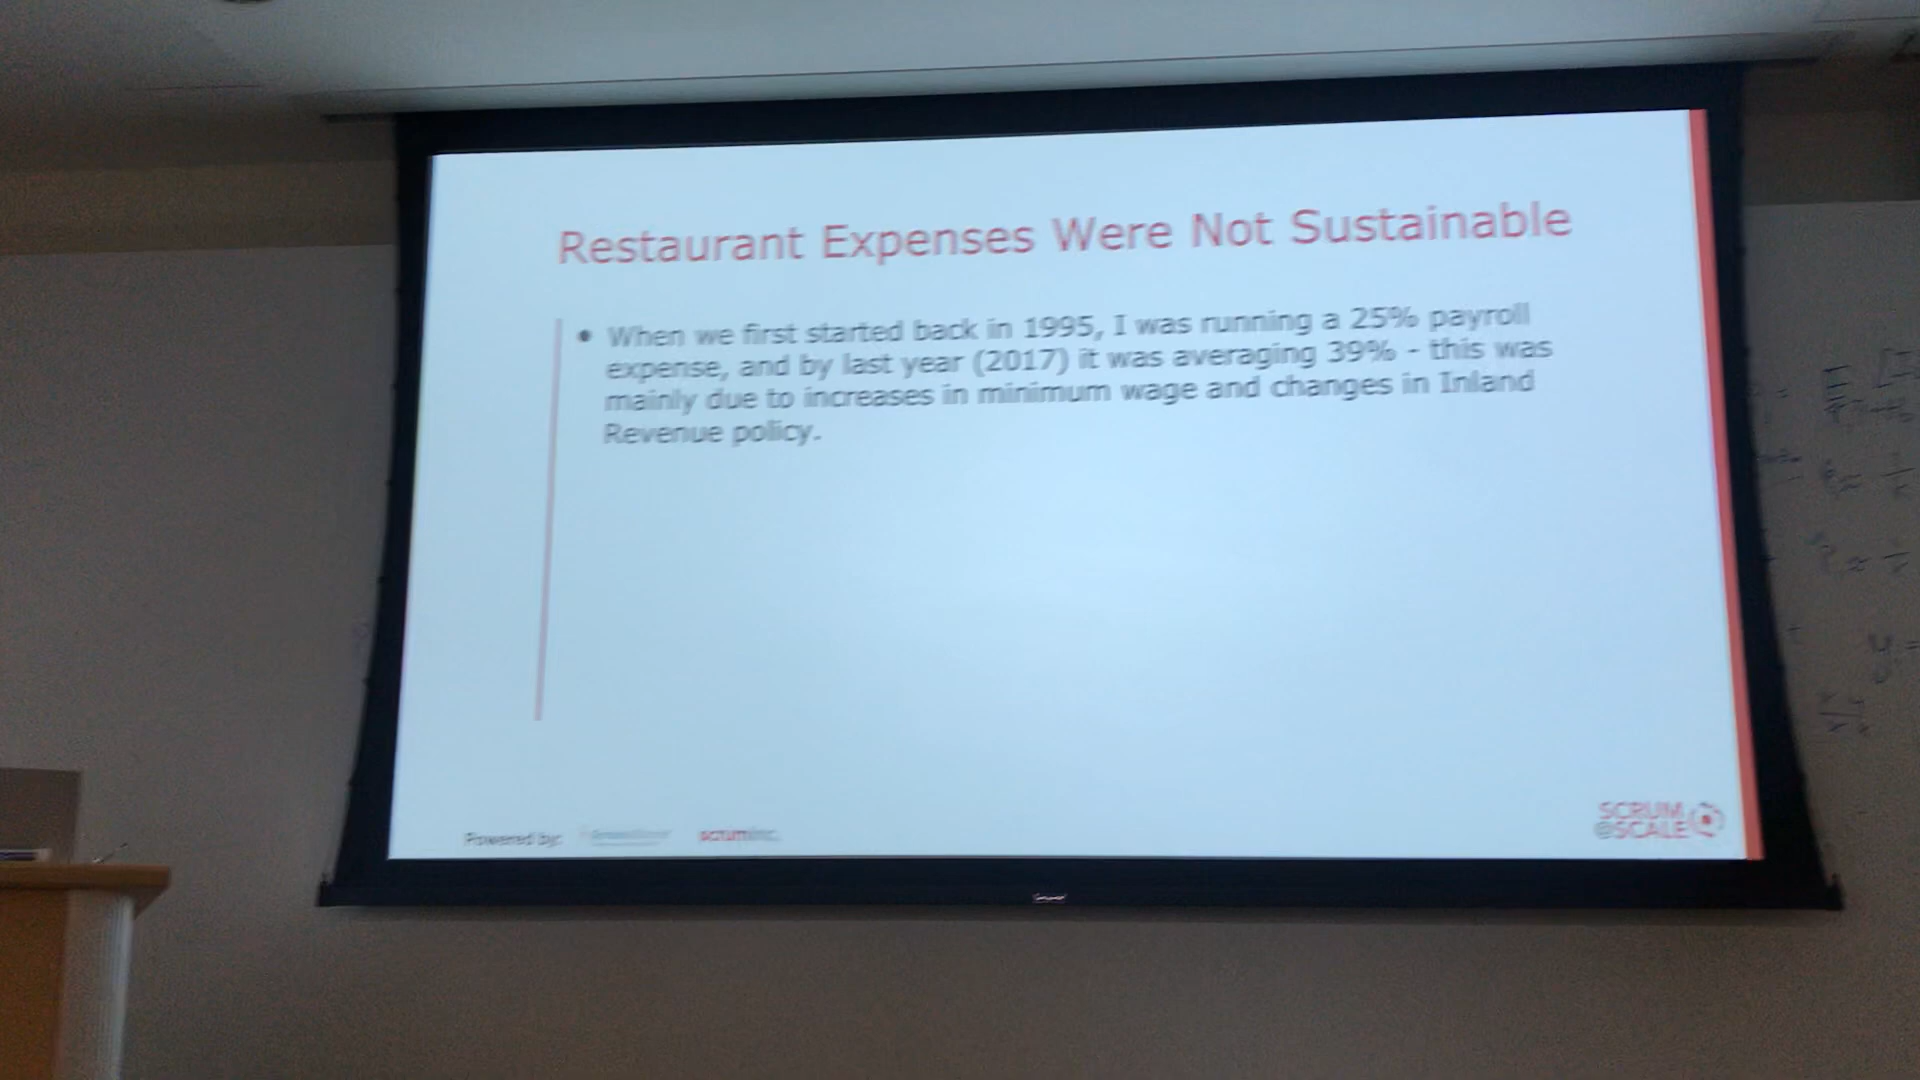 Restaurant Expenses Were Not Sustainable
• When we first started back in 1995, I was running a 25% payroll
expense, and by last year (2017) it was averaging 39% - this was
mainly due to increases in minimum wage and changes in Inland
Revenue policy.
Powered by:
scruminc.
SCRUM
@SCALE